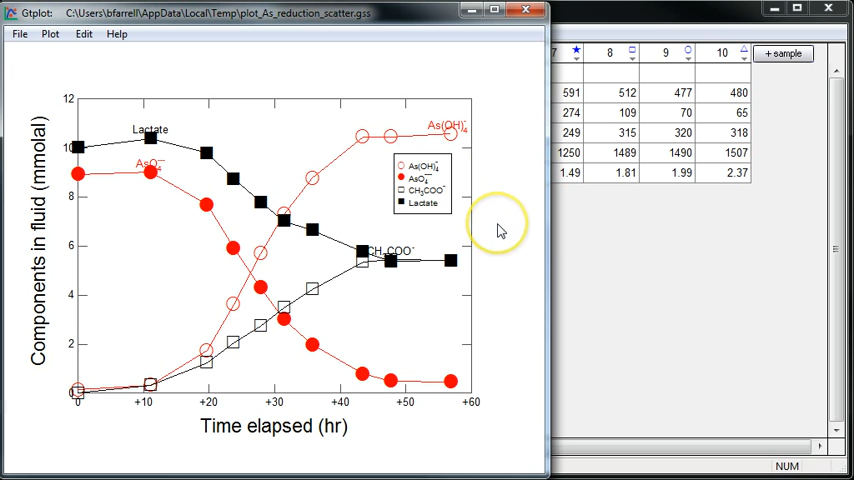 Gtplot: C:\Users\bfarrell\AppData\Local\Temp\plot_As_reduction_scatter.gss
File Plot Edit Help
12
10
8
6
4
2
0
Components in fluid (mmolal)
Lactate
AsO₄⁻⁻⁻
As(OH)₄⁻
CH₃COO⁻
As(OH)₄⁻
AsO₄⁻⁻⁻
CH₃COO⁻
Lactate
0 +10 +20 +30 +40 +50 +60
Time elapsed (hr)
7 8 9 10 + sample
591 512 477 480
274 109 70 65
249 315 320 318
1250 1489 1490 1507
1.49 1.81 1.99 2.37
NUM